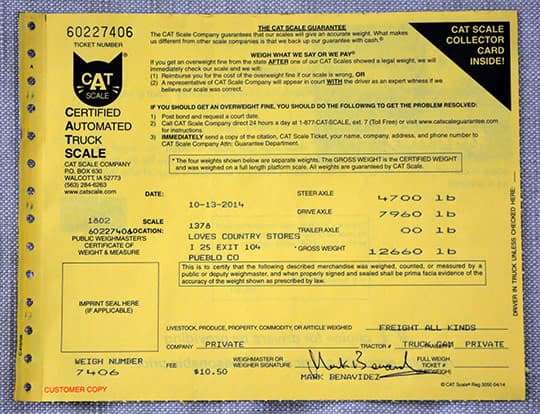 60227406
TICKET NUMBER
CAT
SCALE
®
CERTIFIED
AUTOMATED
TRUCK
SCALE
CAT SCALE COMPANY
P.O. BOX 630
WALCOTT, IA 52773
(563) 284-6263
www.catscale.com
THE CAT SCALE GUARANTEE
The CAT Scale Company guarantees that our scales will give an accurate weight. What makes
us different from other scale companies is that we back up our guarantee with cash.®
WEIGH WHAT WE SAY OR WE PAY®
If you get an overweight fine from the state AFTER one of our CAT Scales showed a legal weight, we will
immediately check our scale and we will:
(1) Reimburse you for the cost of the overweight fine if our scale is wrong, OR
(2) A representative of CAT Scale Company will appear in court WITH the driver as an expert witness if we
believe our scale was correct.
CAT SCALE
COLLECTOR
CARD
INSIDE!
IF YOU SHOULD GET AN OVERWEIGHT FINE, YOU SHOULD DO THE FOLLOWING TO GET THE PROBLEM RESOLVED:
1) Post bond and request a court date.
2) Call CAT Scale Company direct 24 hours a day at 1-877-CAT-SCALE, ext. 7 (Toll Free) or visit www.catscaleguarantee.com
for instructions.
3) IMMEDIATELY send a copy of the citation, CAT Scale Ticket, your name, company, address, and phone number to
CAT Scale Company Attn: Guarantee Department.
*The four weights shown below are separate weights. The GROSS WEIGHT is the CERTIFIED WEIGHT
and was weighed on a full length platform scale. All weights are guaranteed by CAT Scale.
DATE: 10-13-2014
STEER AXLE 4700 lb
DRIVE AXLE 7960 lb
TRAILER AXLE 00 lb
* GROSS WEIGHT 12660 lb
1802 SCALE 1378
60227406 LOCATION: LOVES COUNTRY STORES
I 25 EXIT 104
PUEBLO CO
PUBLIC WEIGHMASTER'S
CERTIFICATE OF
WEIGHT & MEASURE
This is to certify that the following described merchandise was weighed, counted, or measured by a
public or deputy weighmaster, and when properly signed and sealed shall be prima facia evidence of the
accuracy of the weight shown as prescribed by law.
DRIVER IN TRUCK UNLESS CHECKED HERE:
IMPRINT SEAL HERE
(IF APPLICABLE)
LIVESTOCK, PRODUCE, PROPERTY, COMMODITY, OR ARTICLE WEIGHED FREIGHT ALL KINDS
COMPANY PRIVATE TRACTOR # TRUCK CAM PRIVATE
WEIGH NUMBER
7406
FEE $10.50
WEIGHMASTER OR
WEIGHER SIGNATURE
Mark Benavidez
MARK BENAVIDEZ
FULL WEIGH
TICKET #
CUSTOMER COPY
© CAT Scale® Reg 3050 04/14